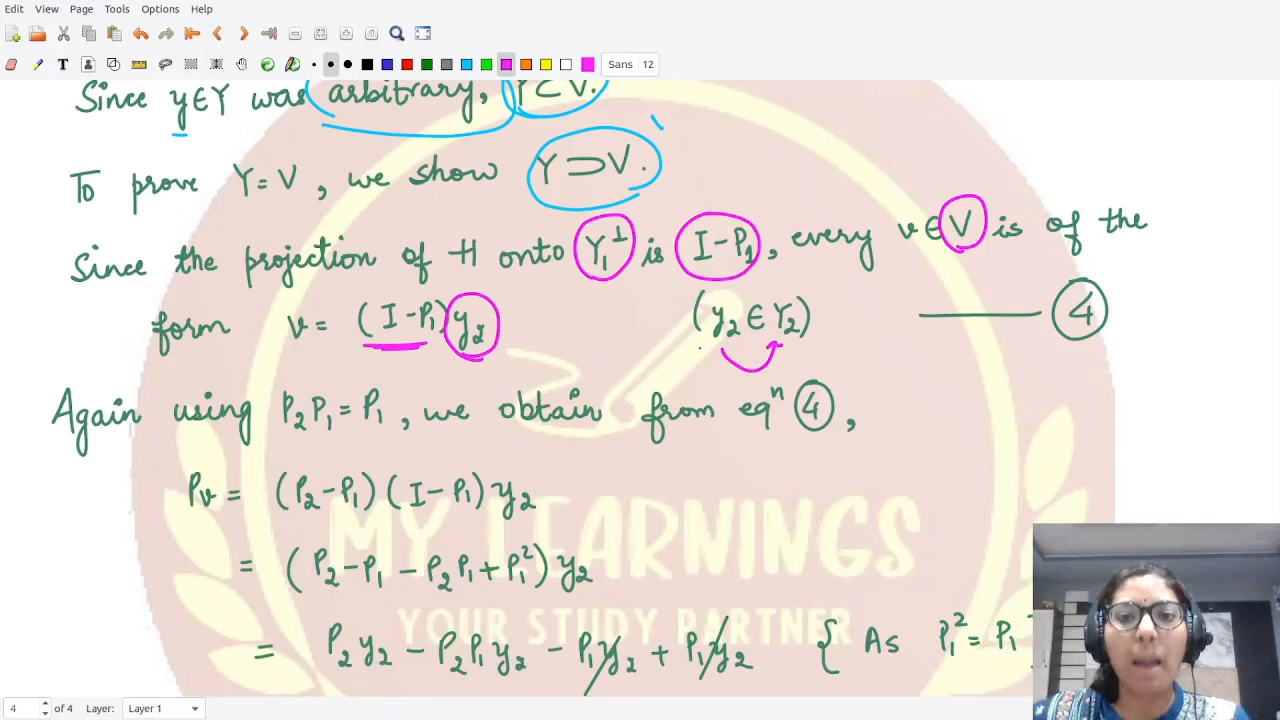 Edit View Page Tools Options Help
Sans 12
Since y∈Y was arbitrary, Y⊂V.
To prove Y=V, we show Y⊃V.
Since the projection of H onto Y₁^⊥ is I-P₁, every v∈V is of the
form v= (I-P₁)y₂ (y₂∈Y₂) ④
Again using P₂P₁=P₁, we obtain from eqⁿ ④,
Pv = (P₂-P₁)(I-P₁)y₂
= (P₂-P₁-P₂P₁+P₁²)y₂
= P₂y₂ - P₂P₁y₂ - P₁y₂ + P₁y₂ { As P₁²=P₁
MY LEARNINGS
YOUR STUDY PARTNER
4 of 4 Layer: Layer 1